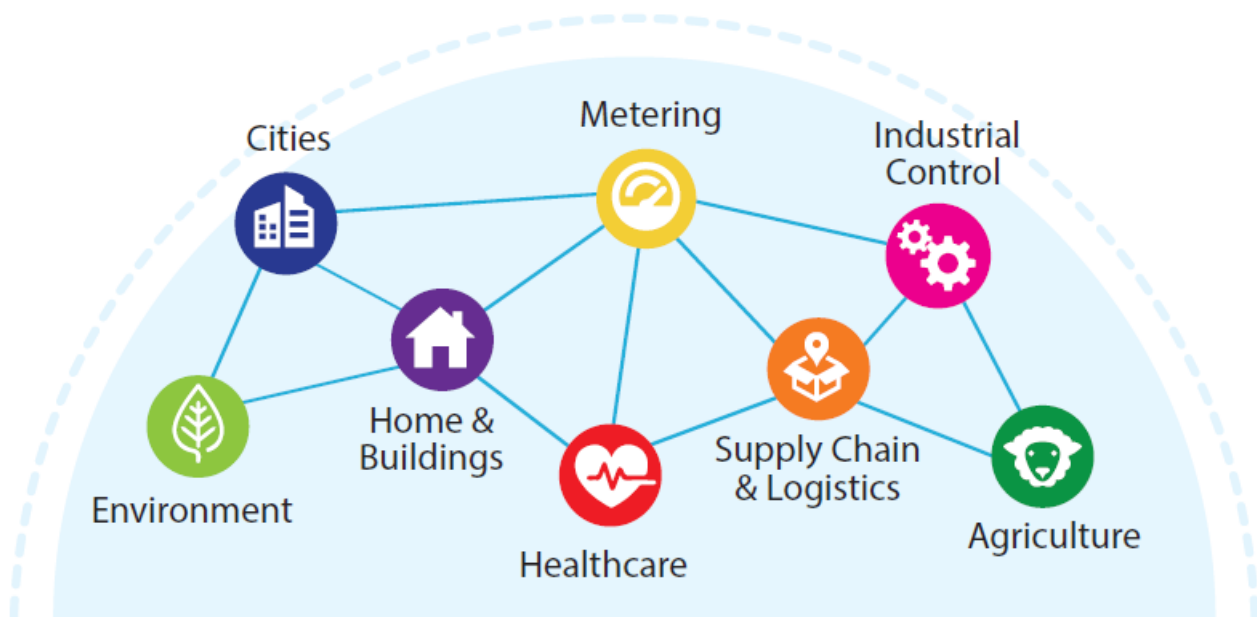 Metering
Cities
Industrial
Control
Home &
Buildings
Supply Chain
& Logistics
Environment
Agriculture
Healthcare